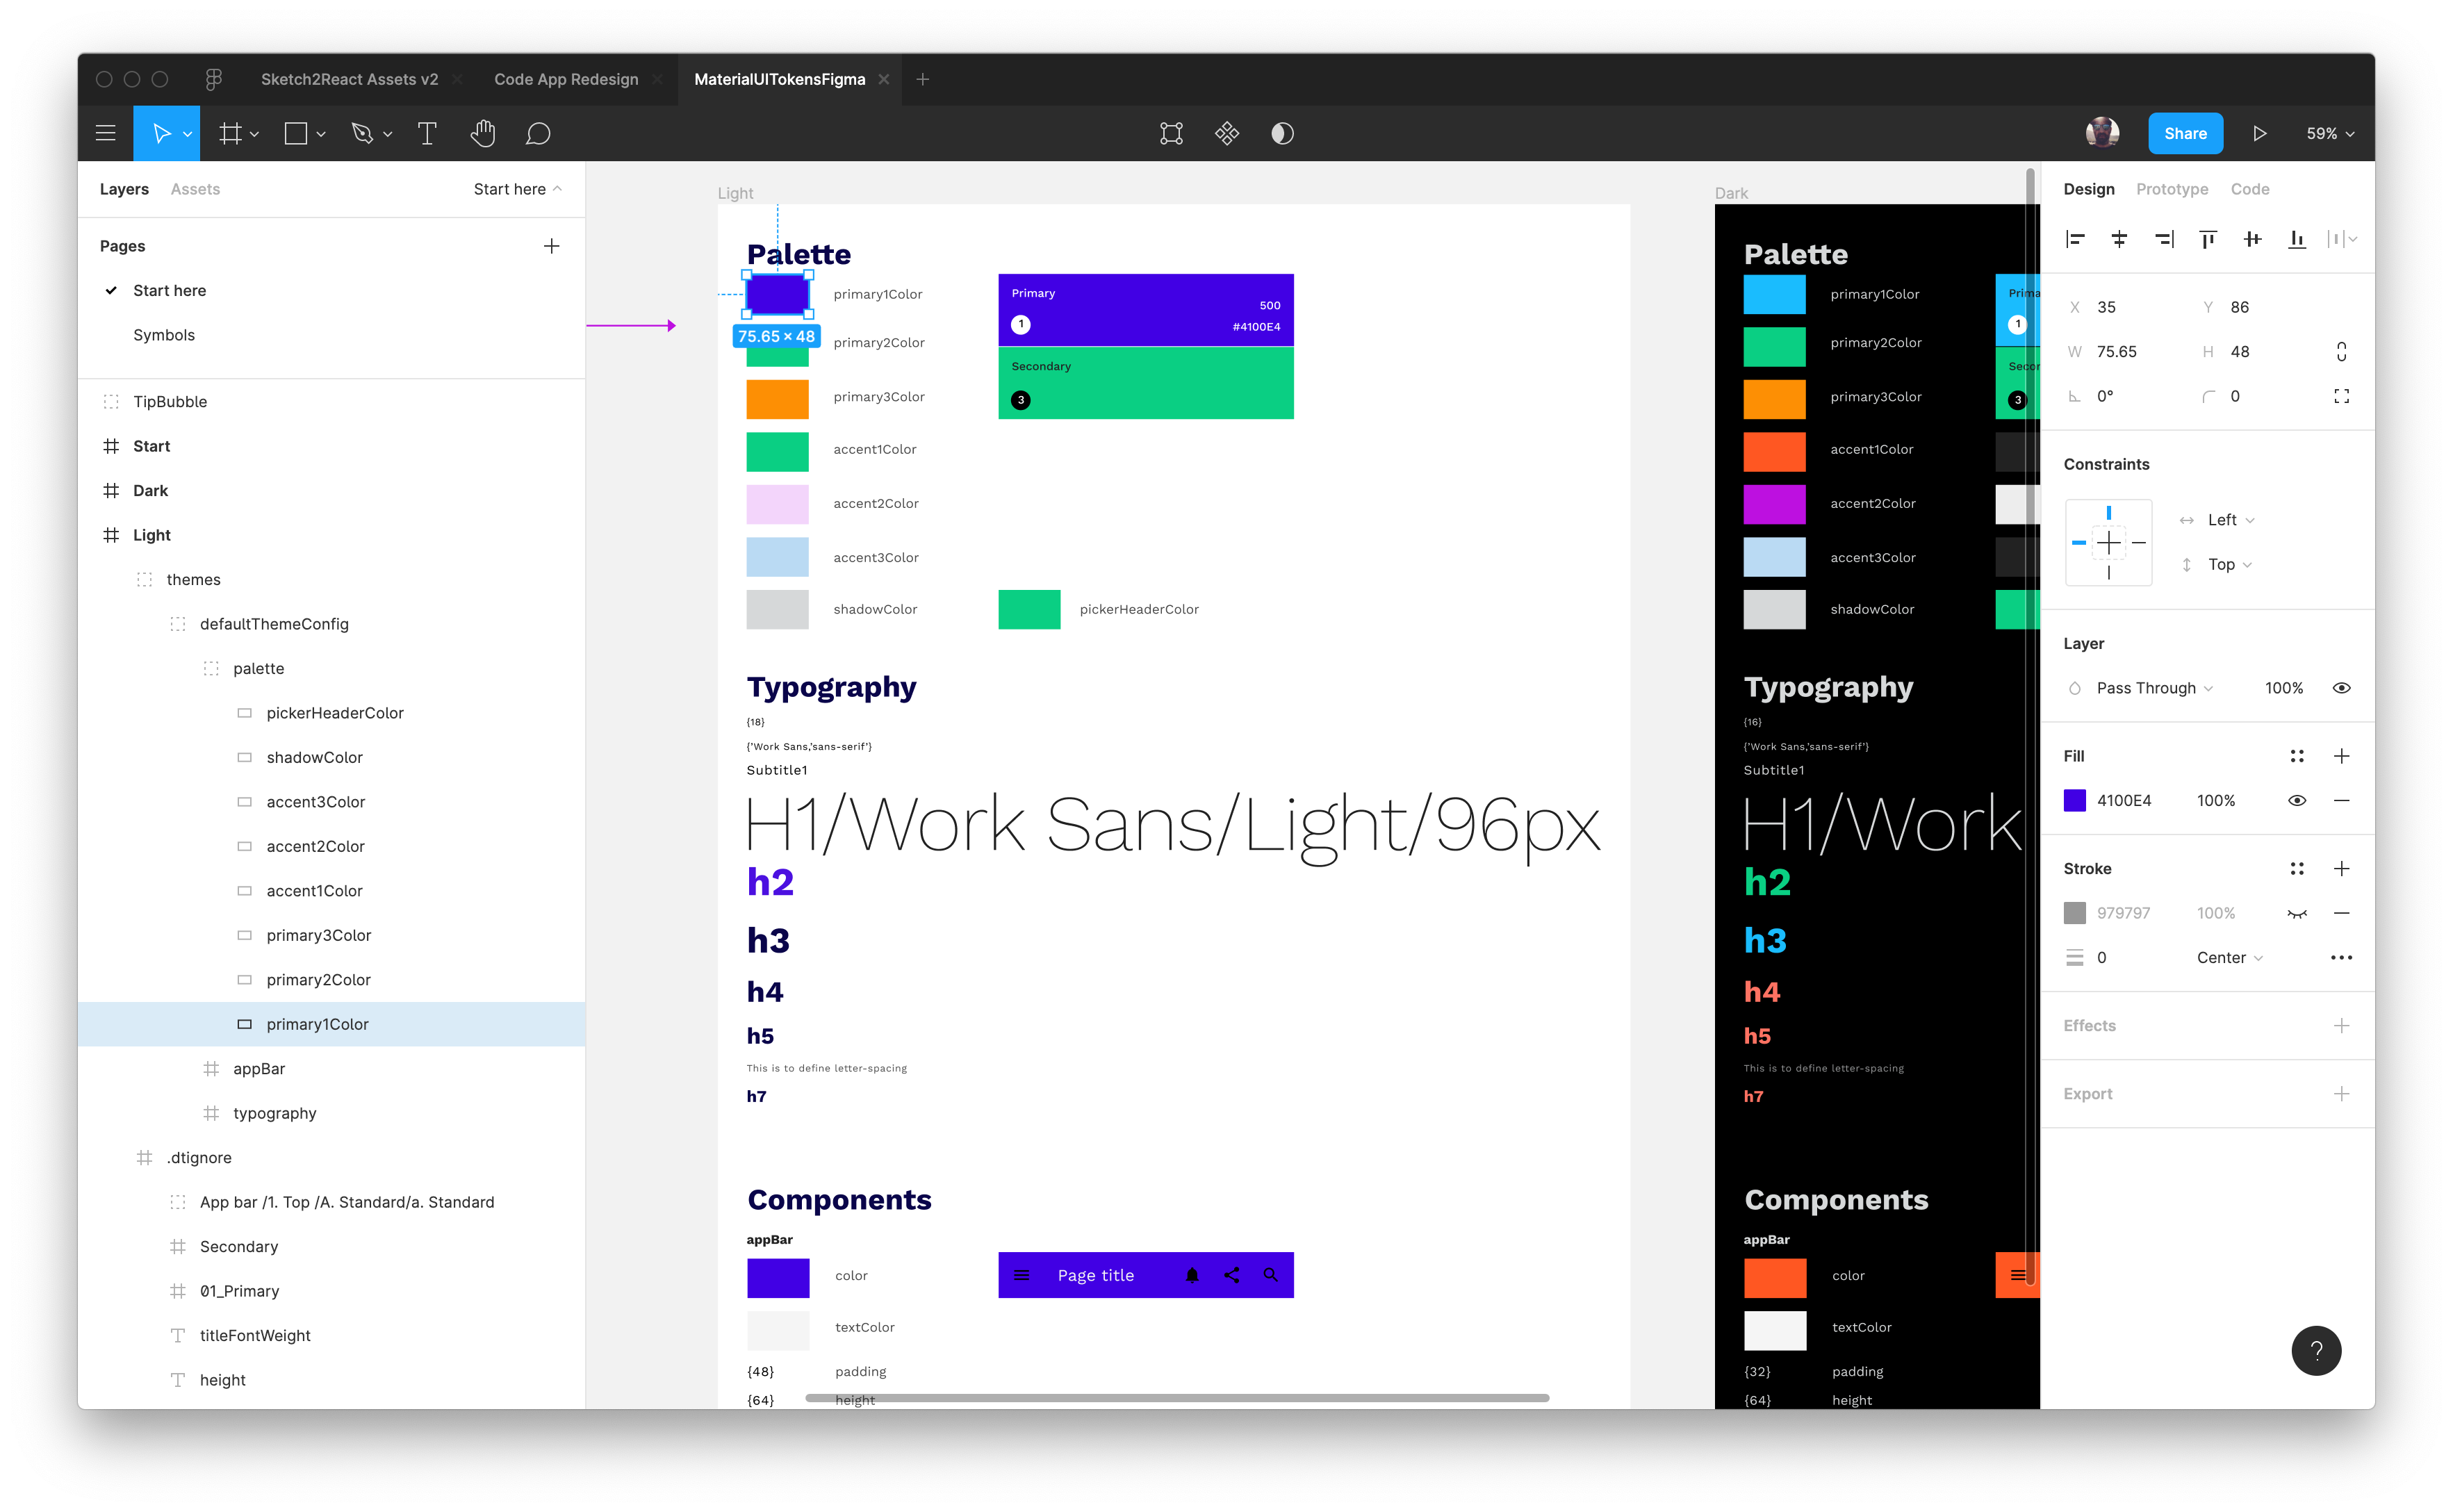 Sketch2React Assets v2
Code App Redesign
MaterialUITokensFigma
Share
59%
Layers Assets Start here
Pages
Start here
Symbols
TipBubble
Start
Dark
Light
themes
defaultThemeConfig
palette
pickerHeaderColor
shadowColor
accent3Color
accent2Color
accent1Color
primary3Color
primary2Color
primary1Color
appBar
typography
.dtignore
App bar /1. Top /A. Standard/a. Standard
Secondary
01_Primary
titleFontWeight
height
Light
Palette
primary1Color
75.65 × 48
primary2Color
primary3Color
accent1Color
accent2Color
accent3Color
shadowColor
Primary
500
1
#4100E4
Secondary
3
pickerHeaderColor
Typography
{18}
{'Work Sans,'sans-serif'}
Subtitle1
H1/Work Sans/Light/96px
h2
h3
h4
h5
This is to define letter-spacing
h7
Components
appBar
color
Page title
textColor
{48} padding
{64} height
Dark
Palette
primary1Color
primary2Color
primary3Color
accent1Color
accent2Color
accent3Color
shadowColor
Prima
1
Secon
3
Typography
{16}
{'Work Sans,'sans-serif'}
Subtitle1
H1/Work
h2
h3
h4
h5
This is to define letter-spacing
h7
Components
appBar
color
textColor
{32} padding
{64} height
Design Prototype Code
X 35 Y 86
W 75.65 H 48
0° 0
Constraints
Left
Top
Layer
Pass Through 100%
Fill
4100E4 100%
Stroke
979797 100%
0 Center
Effects
Export
?